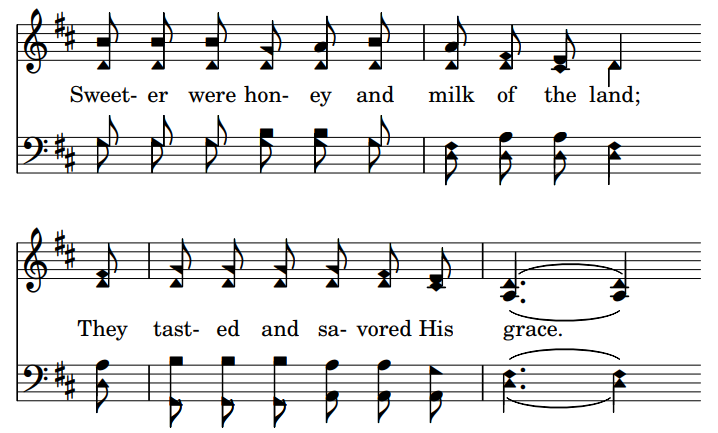 Sweet- er were hon- ey and milk of the land;
They tast- ed and sa- vored His grace.